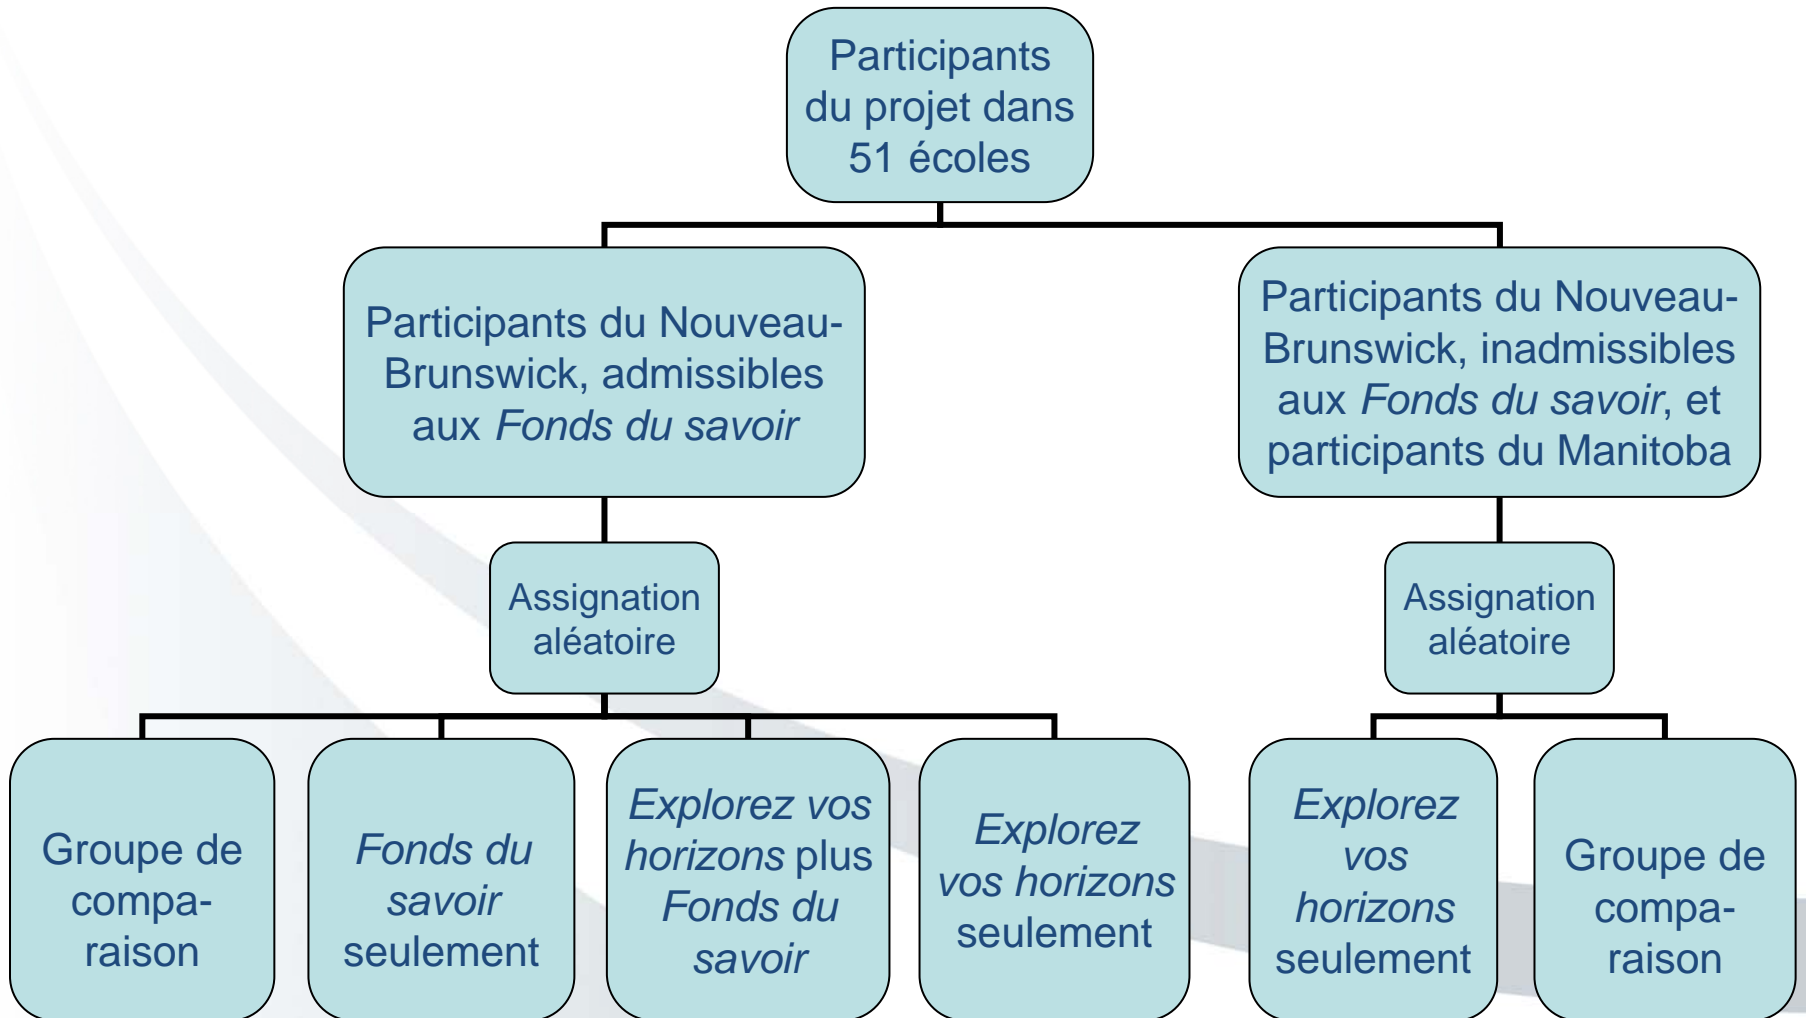 Participants
du projet dans
51 écoles
Participants du Nouveau-
Brunswick, admissibles
aux Fonds du savoir
Participants du Nouveau-
Brunswick, inadmissibles
aux Fonds du savoir, et
participants du Manitoba
Assignation
aléatoire
Assignation
aléatoire
Groupe de
compa-
raison
Fonds du
savoir
seulement
Explorez vos
horizons plus
Fonds du
savoir
Explorez
vos horizons
seulement
Explorez
vos
horizons
seulement
Groupe de
compa-
raison